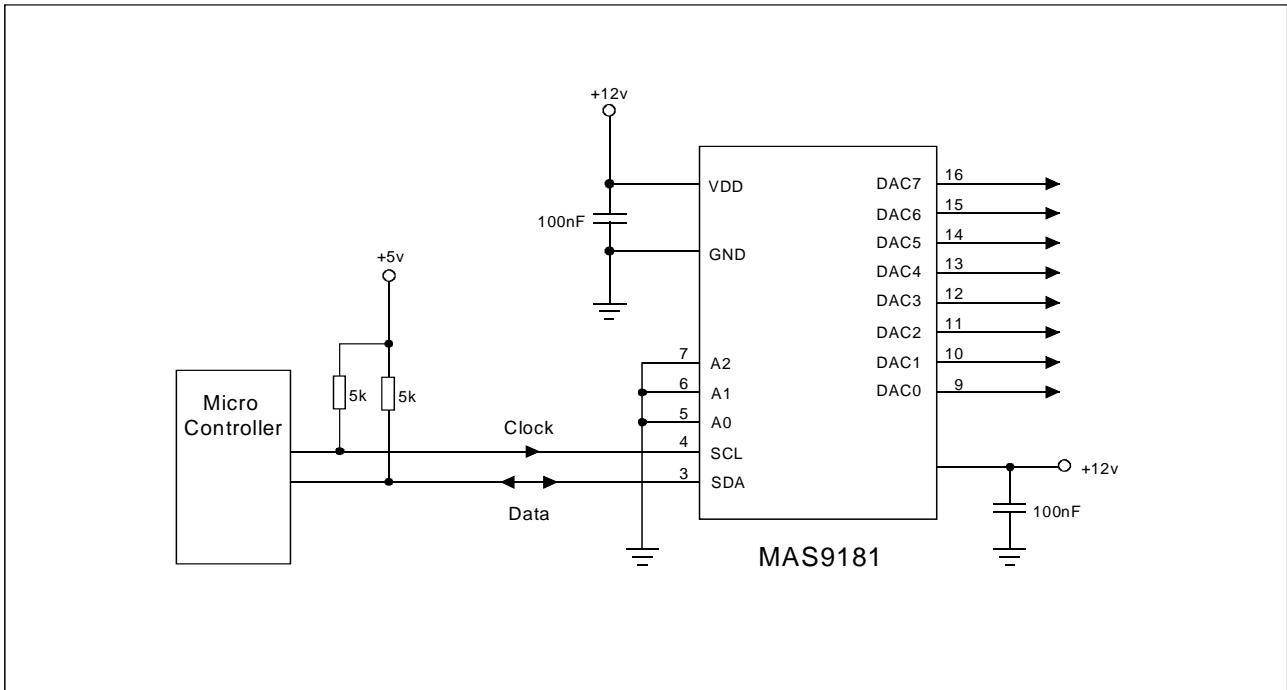 +12v
VDD
100nF
GND
DAC7 16
DAC6 15
DAC5 14
DAC4 13
DAC3 12
DAC2 11
DAC1 10
DAC0 9
+5v
5k 5k
Micro
Controller
7 A2
6 A1
5 A0
Clock
4 SCL
3 SDA
Data
+12v
100nF
MAS9181